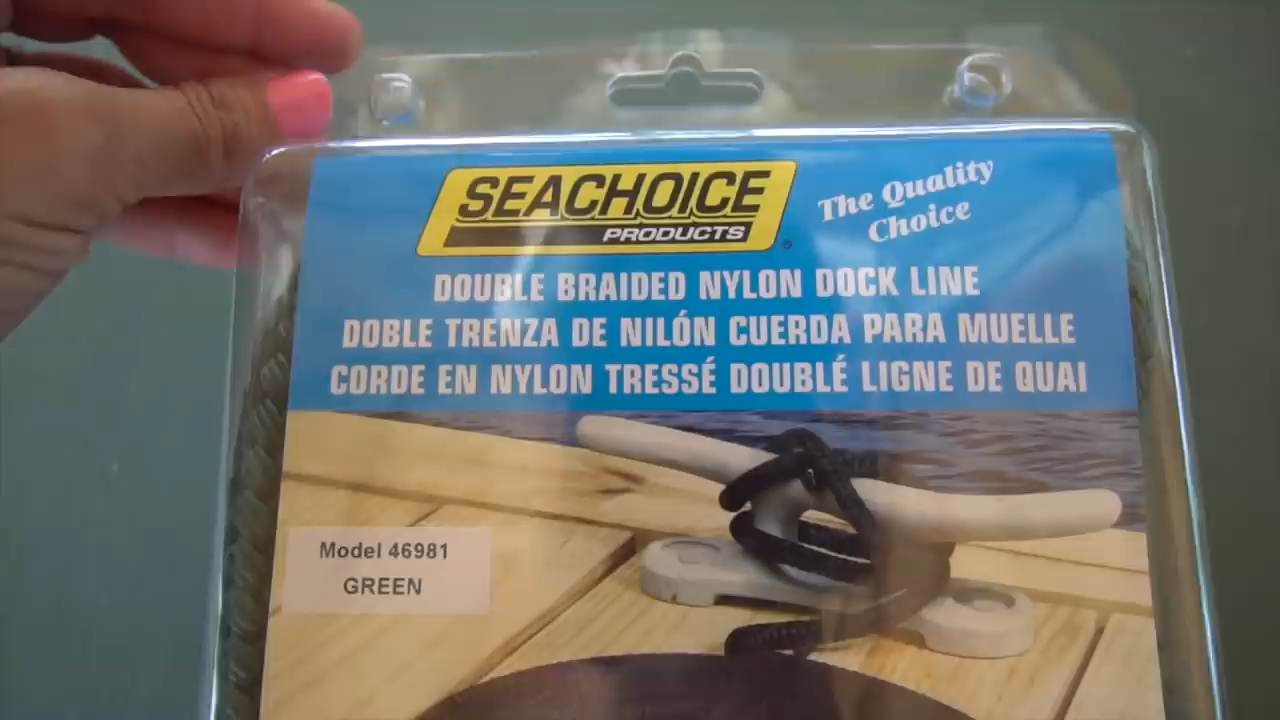 SEACHOICE
PRODUCTS
The Quality
Choice
DOUBLE BRAIDED NYLON DOCK LINE
DOBLE TRENZA DE NILÓN CUERDA PARA MUELLE
CORDE EN NYLON TRESSÉ DOUBLÉ LIGNE DE QUAI
Model 46981
GREEN